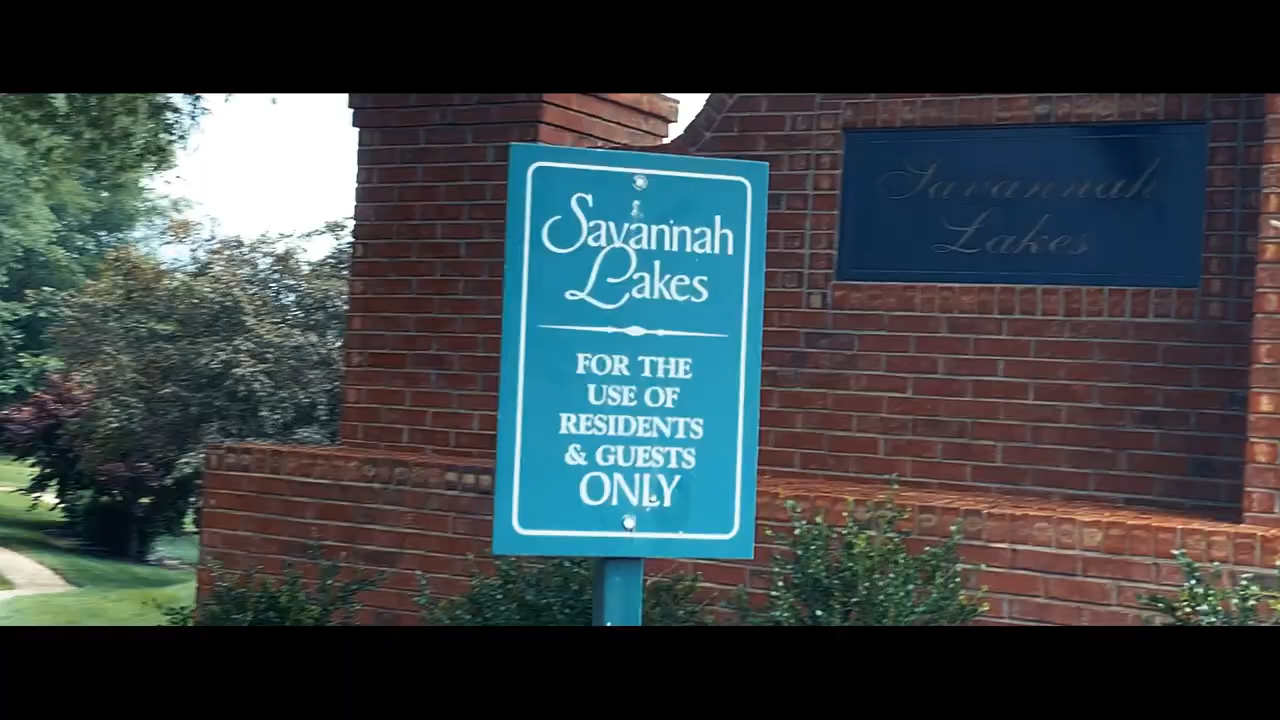 Savannah
Lakes
FOR THE
USE OF
RESIDENTS
& GUESTS
ONLY
Savannah
Lakes